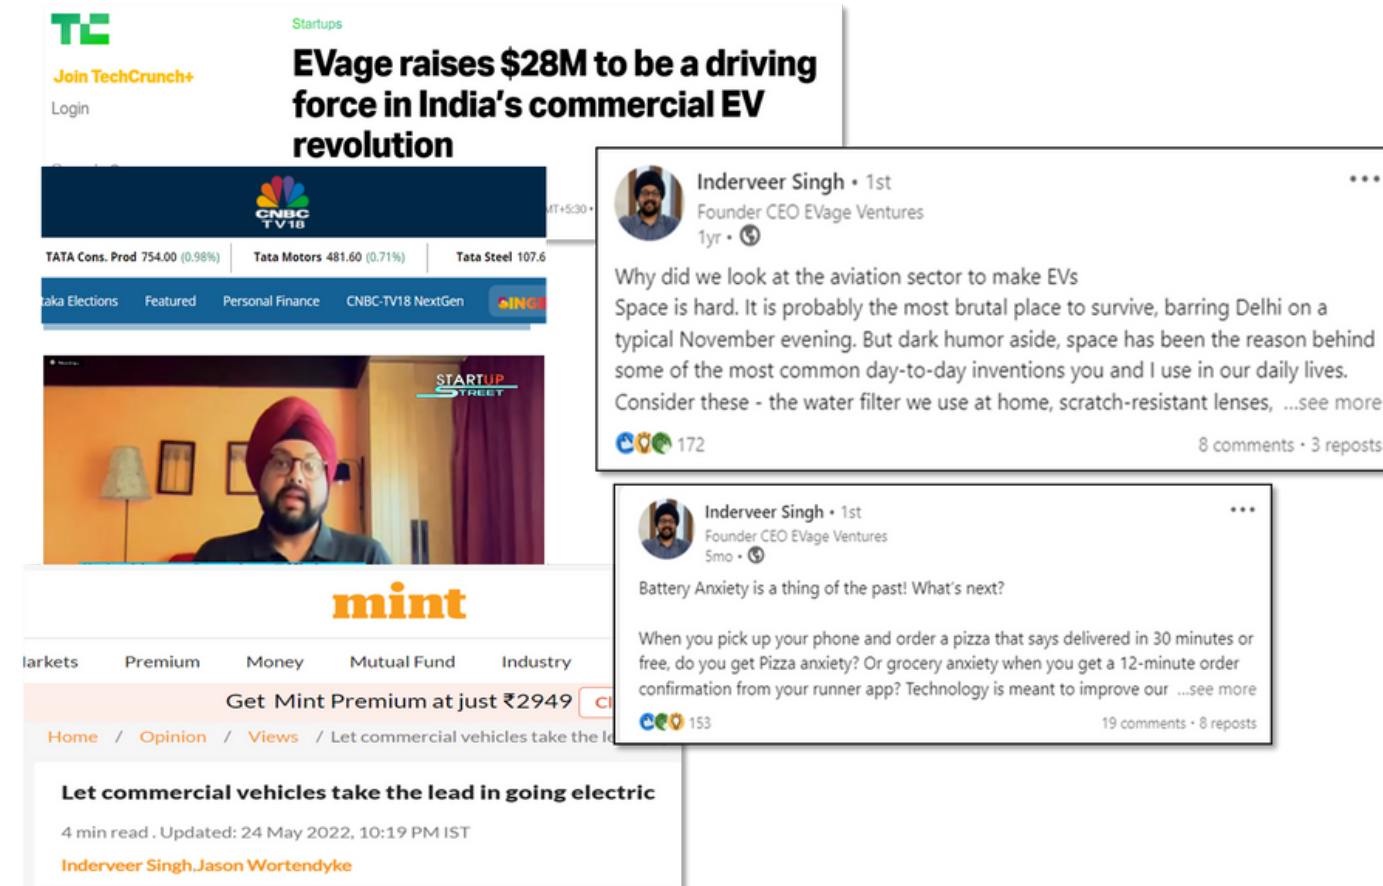 TC
Startups
EVage raises $28M to be a driving
force in India's commercial EV
revolution
Join TechCrunch+
Login
MT+5:30 •
CNBC
TV18
TATA Cons. Prod 754.00 (0.98%) Tata Motors 481.60 (0.71%) Tata Steel 107.6
taka Elections Featured Personal Finance CNBC-TV18 NextGen
STARTUP
STREET
Inderveer Singh • 1st
Founder CEO EVage Ventures
1yr •
Why did we look at the aviation sector to make EVs
Space is hard. It is probably the most brutal place to survive, barring Delhi on a
typical November evening. But dark humor aside, space has been the reason behind
some of the most common day-to-day inventions you and I use in our daily lives.
Consider these - the water filter we use at home, scratch-resistant lenses, ...see more
172
8 comments • 3 reposts
Inderveer Singh • 1st
Founder CEO EVage Ventures
5mo •
Battery Anxiety is a thing of the past! What's next?
When you pick up your phone and order a pizza that says delivered in 30 minutes or
free, do you get Pizza anxiety? Or grocery anxiety when you get a 12-minute order
confirmation from your runner app? Technology is meant to improve our ...see more
153
19 comments • 8 reposts
mint
larkets Premium Money Mutual Fund Industry
Get Mint Premium at just ₹2949 Cl
Home / Opinion / Views / Let commercial vehicles take the le
Let commercial vehicles take the lead in going electric
4 min read . Updated: 24 May 2022, 10:19 PM IST
Inderveer Singh,Jason Wortendyke